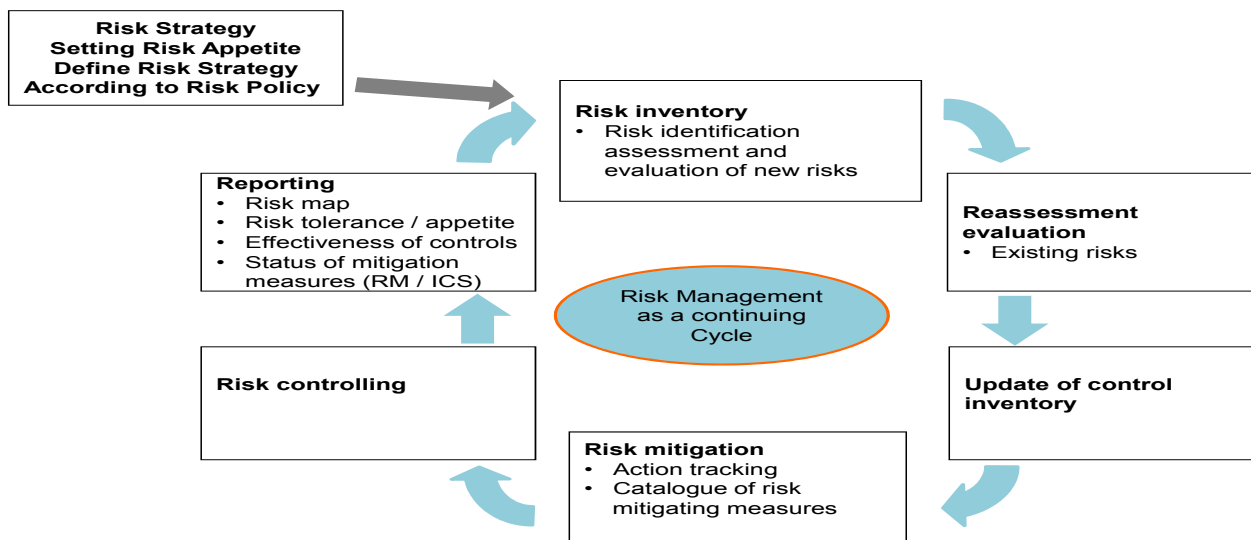 Risk Strategy
Setting Risk Appetite
Define Risk Strategy
According to Risk Policy
Risk inventory
• Risk identification
assessment and
evaluation of new risks
Reassessment
evaluation
• Existing risks
Update of control
inventory
Risk mitigation
• Action tracking
• Catalogue of risk
mitigating measures
Risk controlling
Reporting
• Risk map
• Risk tolerance / appetite
• Effectiveness of controls
• Status of mitigation
measures (RM / ICS)
Risk Management
as a continuing
Cycle